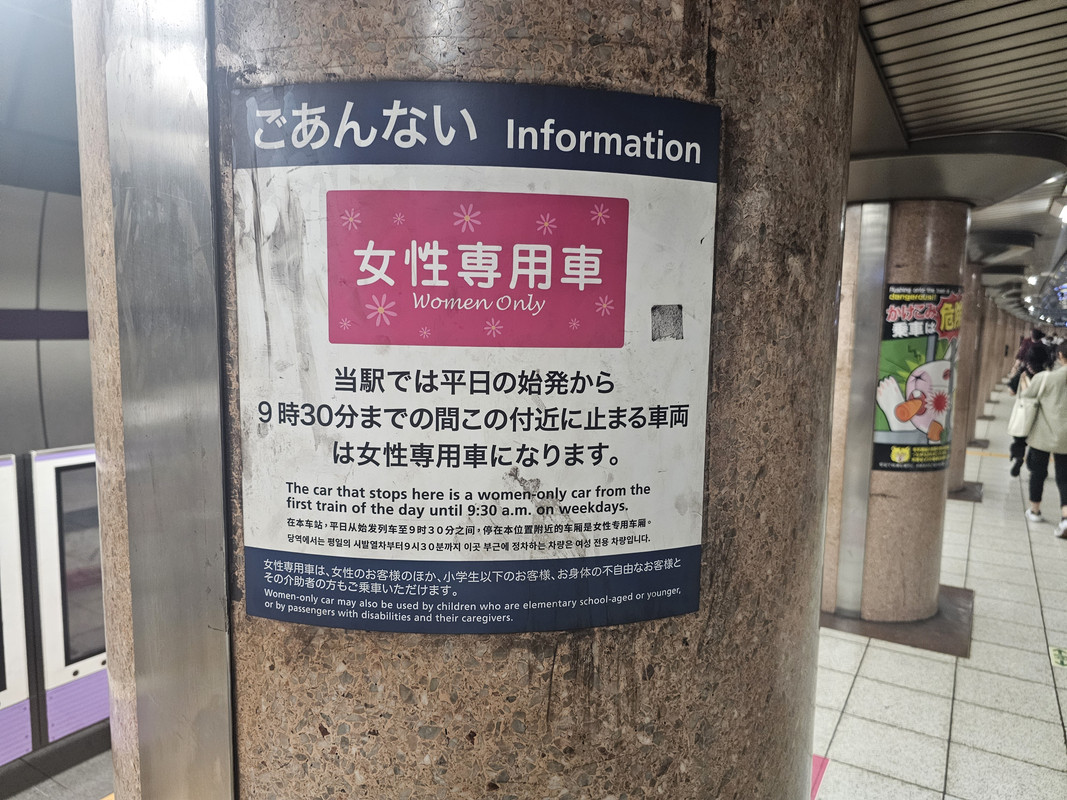 ごあんない Information
女性専用車
Women Only
当駅では平日の始発から
9時30分までの間この付近に止まる車両
は女性専用車になります。
The car that stops here is a women-only car from the
first train of the day until 9:30 a.m. on weekdays.
在本车站，平日从始发列车至9时30分之间，停在本位置附近的车厢是女性专用车厢。
당역에서는 평일의 시발열차부터9시30분까지 이곳 부근에 정차하는 차량은 여성 전용 차량입니다.
女性専用車は、女性のお客様のほか、小学生以下のお客様、お身体の不自由なお客様と
その介助者の方もご乗車いただけます。
Women-only car may also be used by children who are elementary school-aged or younger,
or by passengers with disabilities and their caregivers.
dangerous!
かけこみ
乗車は
危険